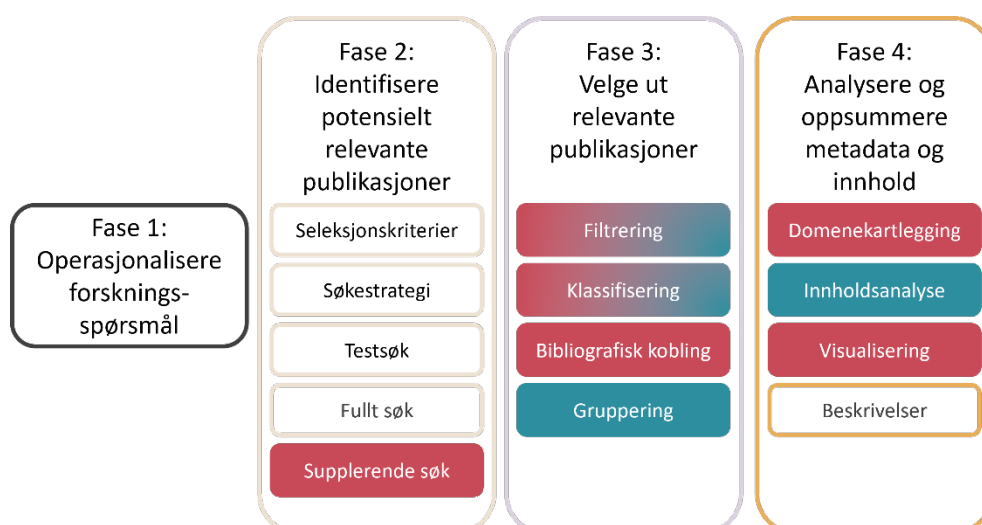 Fase 1:
Operasjonalisere
forsknings-
spørsmål
Fase 2:
Identifisere
potensielt
relevante
publikasjoner
Seleksjonskriterier
Søkestrategi
Testsøk
Fullt søk
Supplerende søk
Fase 3:
Velge ut
relevante
publikasjoner
Filtrering
Klassifisering
Bibliografisk kobling
Gruppering
Fase 4:
Analysere og
oppsummere
metadata og
innhold
Domenekartlegging
Innholdsanalyse
Visualisering
Beskrivelser